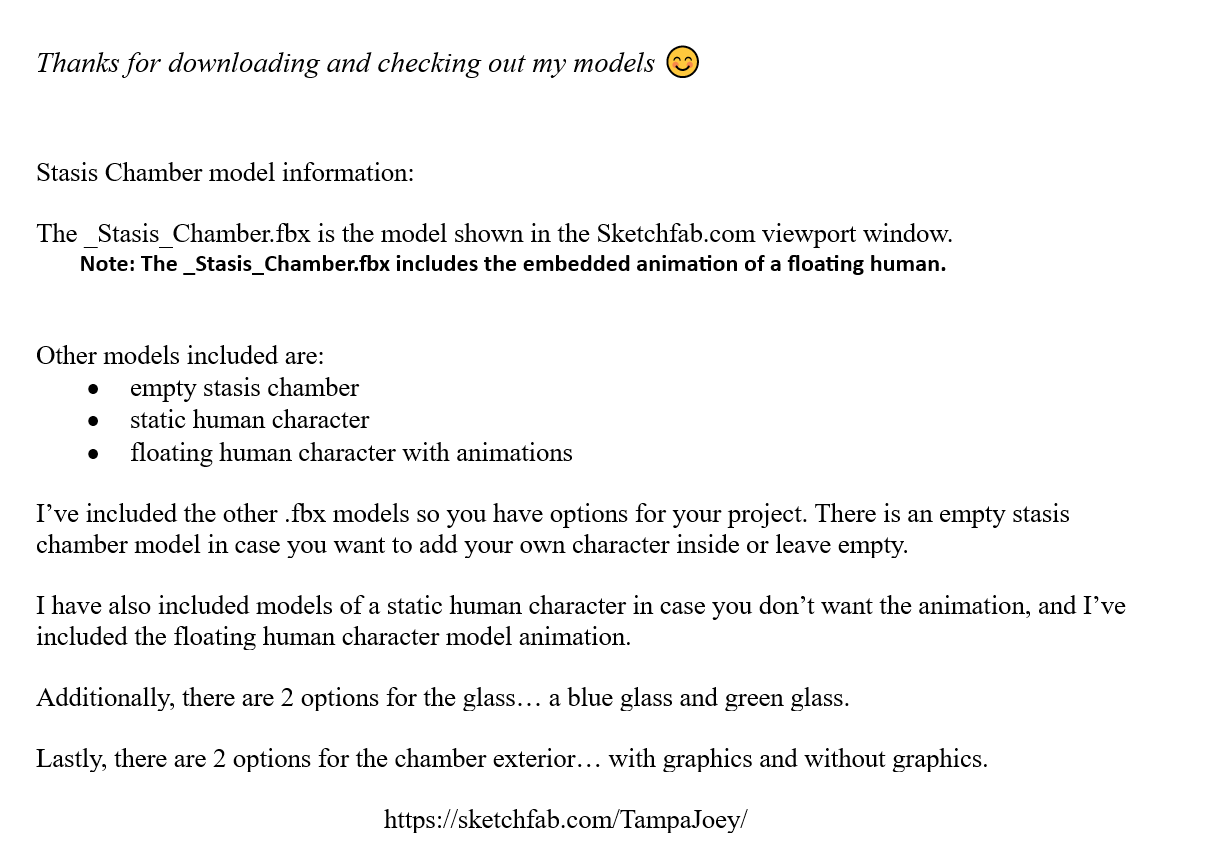 Thanks for downloading and checking out my models 😊
Stasis Chamber model information:
The _Stasis_Chamber.fbx is the model shown in the Sketchfab.com viewport window.
Note: The _Stasis_Chamber.fbx includes the embedded animation of a floating human.
Other models included are:
● empty stasis chamber
● static human character
● floating human character with animations
I’ve included the other .fbx models so you have options for your project. There is an empty stasis
chamber model in case you want to add your own character inside or leave empty.
I have also included models of a static human character in case you don’t want the animation, and I’ve
included the floating human character model animation.
Additionally, there are 2 options for the glass… a blue glass and green glass.
Lastly, there are 2 options for the chamber exterior… with graphics and without graphics.
https://sketchfab.com/TampaJoey/